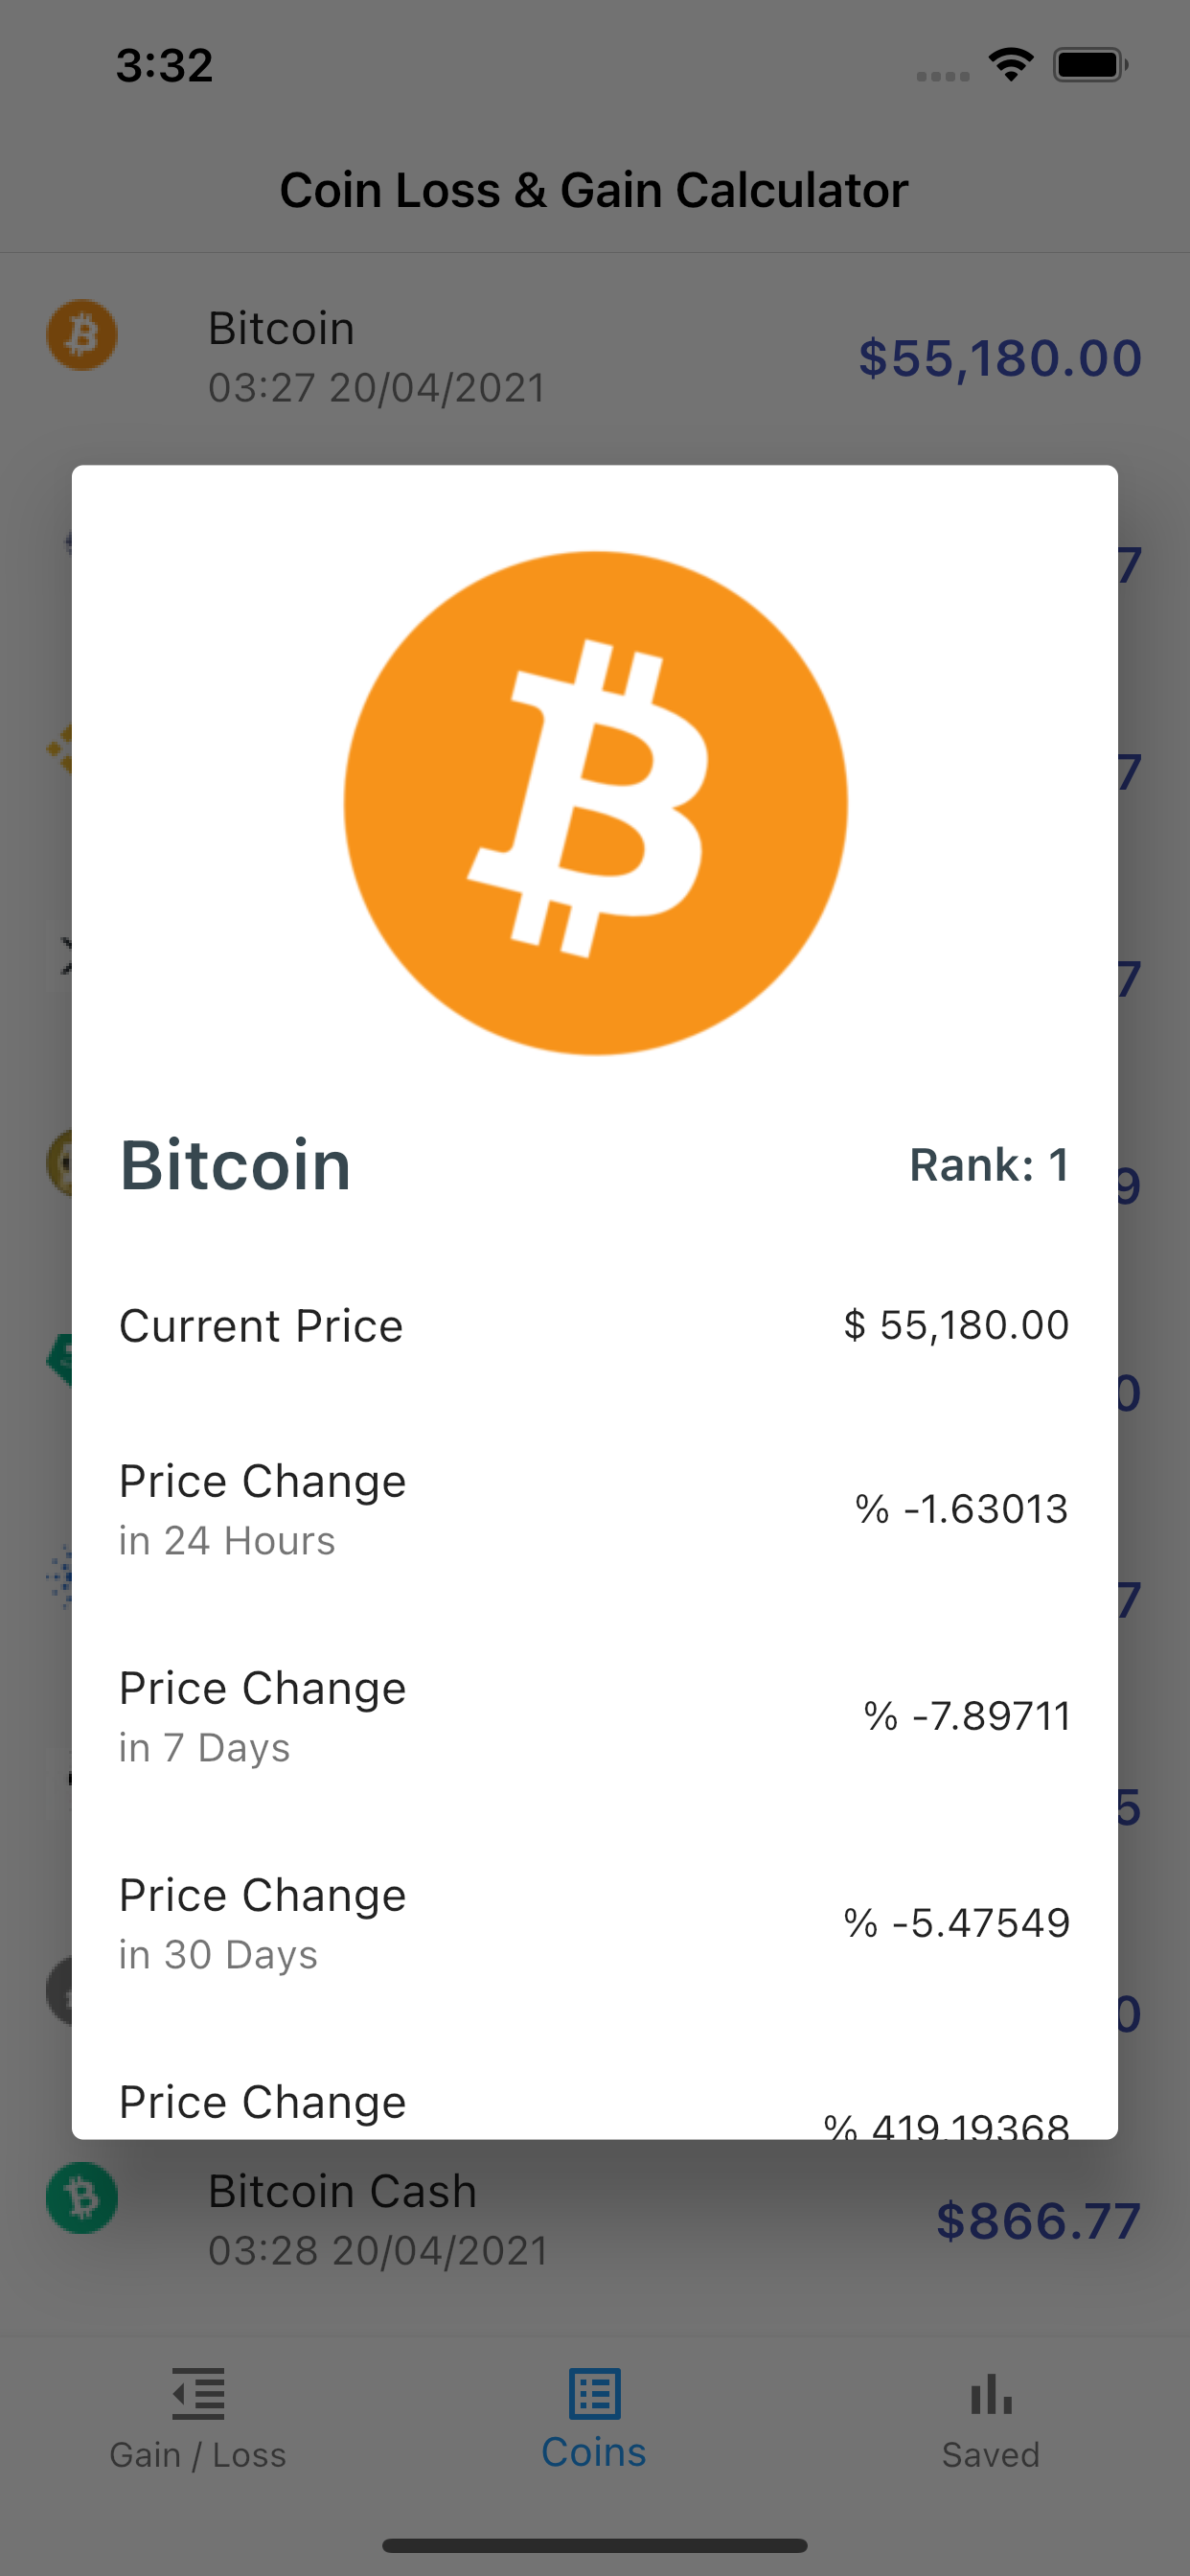 3:32
Coin Loss & Gain Calculator
Bitcoin
$55,180.00
03:27 20/04/2021
Bitcoin
Rank: 1
Current Price
$ 55,180.00
Price Change
% -1.63013
in 24 Hours
Price Change
% -7.89711
in 7 Days
Price Change
% -5.47549
in 30 Days
Price Change
% 419.19368
Bitcoin Cash
$866.77
03:28 20/04/2021
Gain / Loss
Coins
Saved